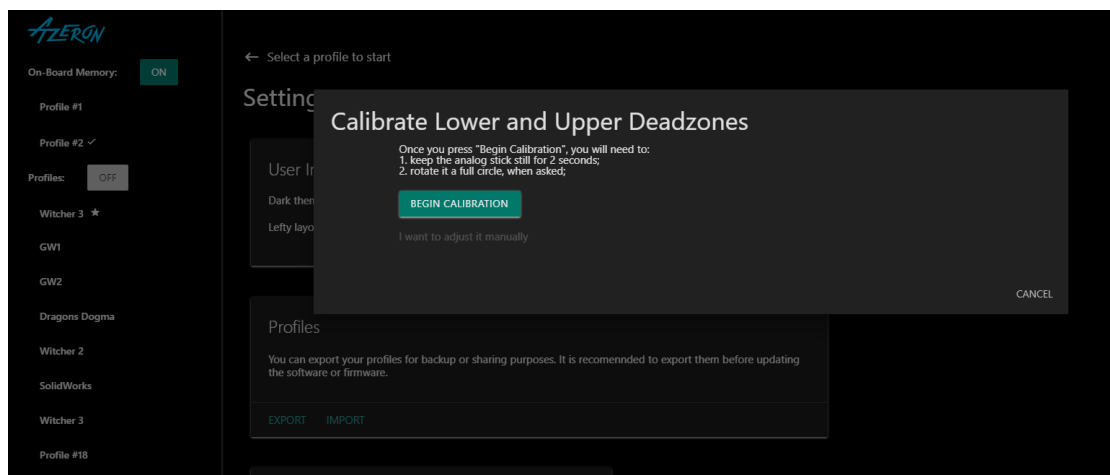 AZERON
On-Board Memory: ON
Profile #1
Profile #2
Profiles: OFF
Witcher 3
GW1
GW2
Dragons Dogma
Witcher 2
SolidWorks
Witcher 3
Profile #18
← Select a profile to start
Setting
User In
Dark then
Lefty layo
Calibrate Lower and Upper Deadzones
Once you press "Begin Calibration", you will need to:
1. keep the analog stick still for 2 seconds;
2. rotate it a full circle, when asked;
BEGIN CALIBRATION
I want to adjust it manually
CANCEL
Profiles
You can export your profiles for backup or sharing purposes. It is recomennded to export them before updating
the software or firmware.
EXPORT IMPORT